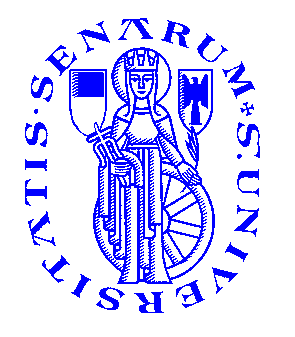 ✠ S. UNIVERSITATIS · SENARUM